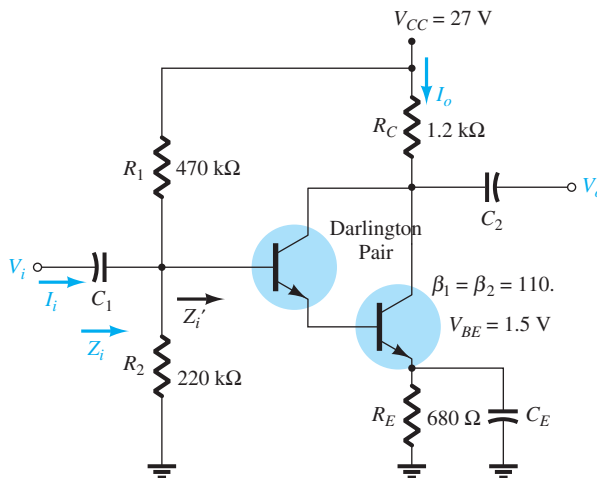 V_CC = 27 V
I_o
R_C 1.2 kΩ
R_1 470 kΩ
C_2
V_o
Darlington
Pair
V_i
I_i
C_1
Z_i
Z_i′
β_1 = β_2 = 110.
V_BE = 1.5 V
R_2 220 kΩ
R_E 680 Ω
C_E